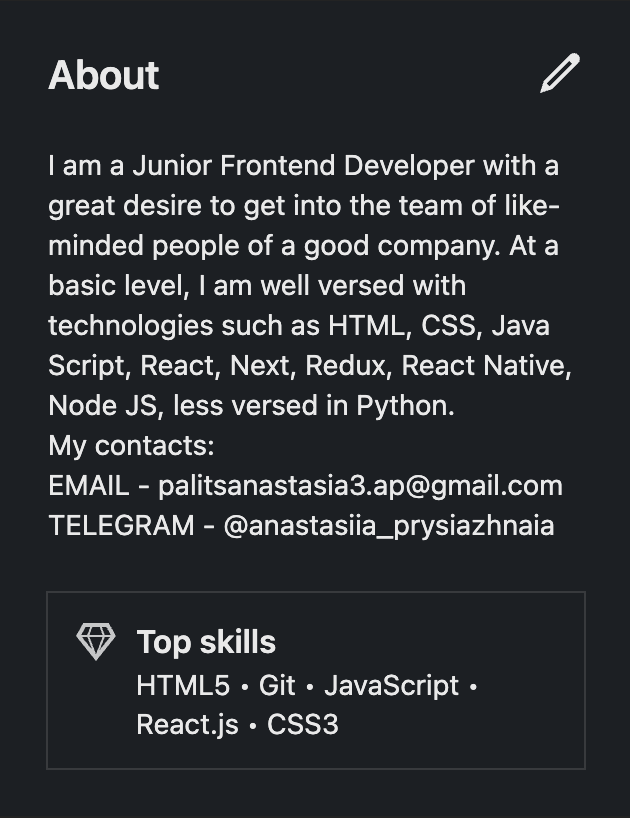 About
I am a Junior Frontend Developer with a
great desire to get into the team of like-
minded people of a good company. At a
basic level, I am well versed with
technologies such as HTML, CSS, Java
Script, React, Next, Redux, React Native,
Node JS, less versed in Python.
My contacts:
EMAIL - palitsanastasia3.ap@gmail.com
TELEGRAM - @anastasiia_prysiazhnaia
Top skills
HTML5 • Git • JavaScript •
React.js • CSS3